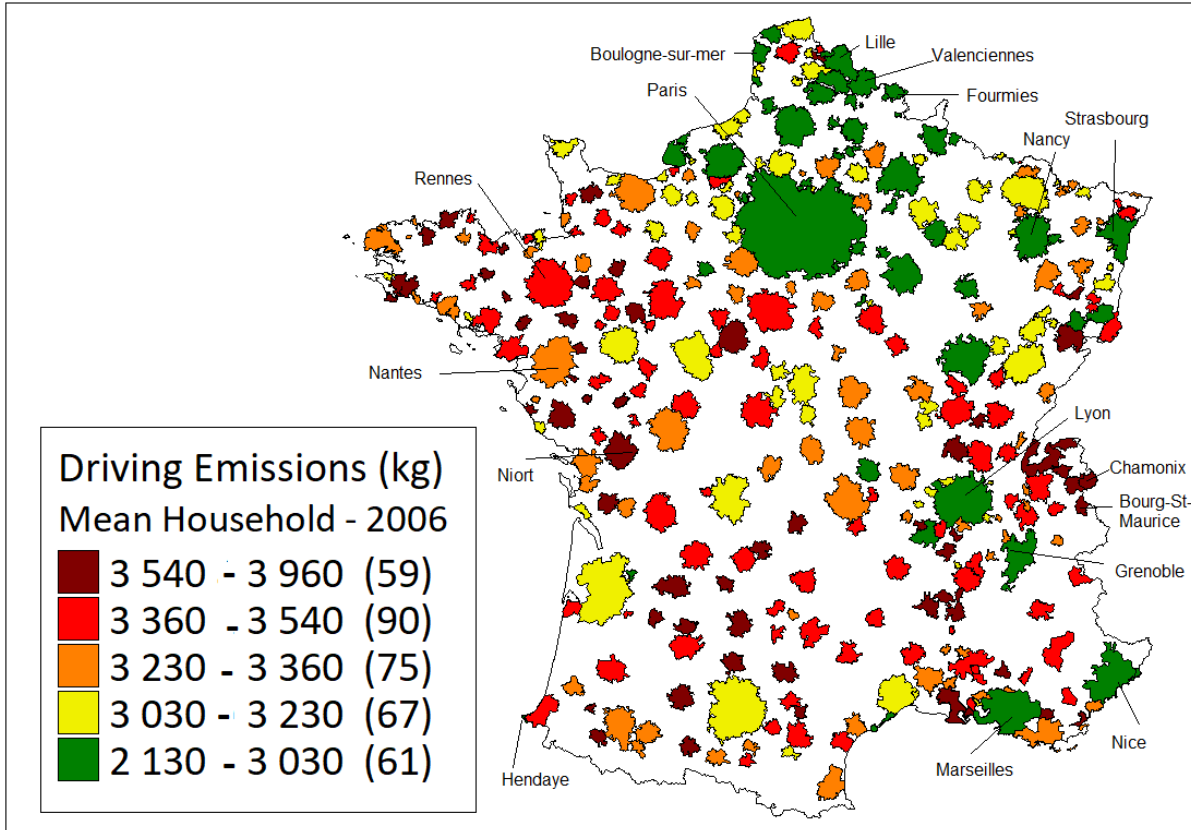 Lille
Boulogne-sur-mer
Valenciennes
Paris
Fourmies
Strasbourg
Nancy
Rennes
Nantes
Lyon
Niort
Chamonix
Bourg-St-
Maurice
Grenoble
Nice
Marseilles
Hendaye
Driving Emissions (kg)
Mean Household - 2006
3 540 - 3 960 (59)
3 360 - 3 540 (90)
3 230 - 3 360 (75)
3 030 - 3 230 (67)
2 130 - 3 030 (61)